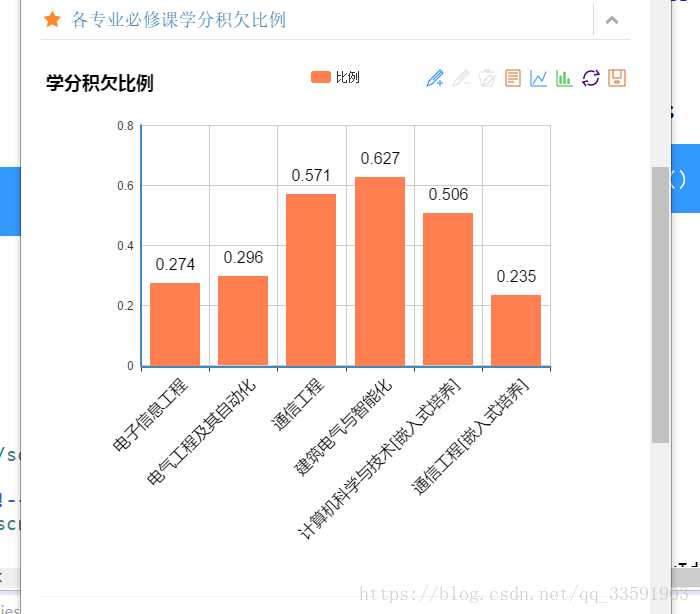 各专业必修课学分积欠比例
学分积欠比例
比例
0.8
0.6
0.4
0.2
0
0.274
0.296
0.571
0.627
0.506
0.235
电子信息工程
电气工程及其自动化
通信工程
建筑电气与智能化
计算机科学与技术[嵌入式培养]
通信工程[嵌入式培养]
()
/sc
!--
scr
ies
https://blog.csdn.net/qq_33591903